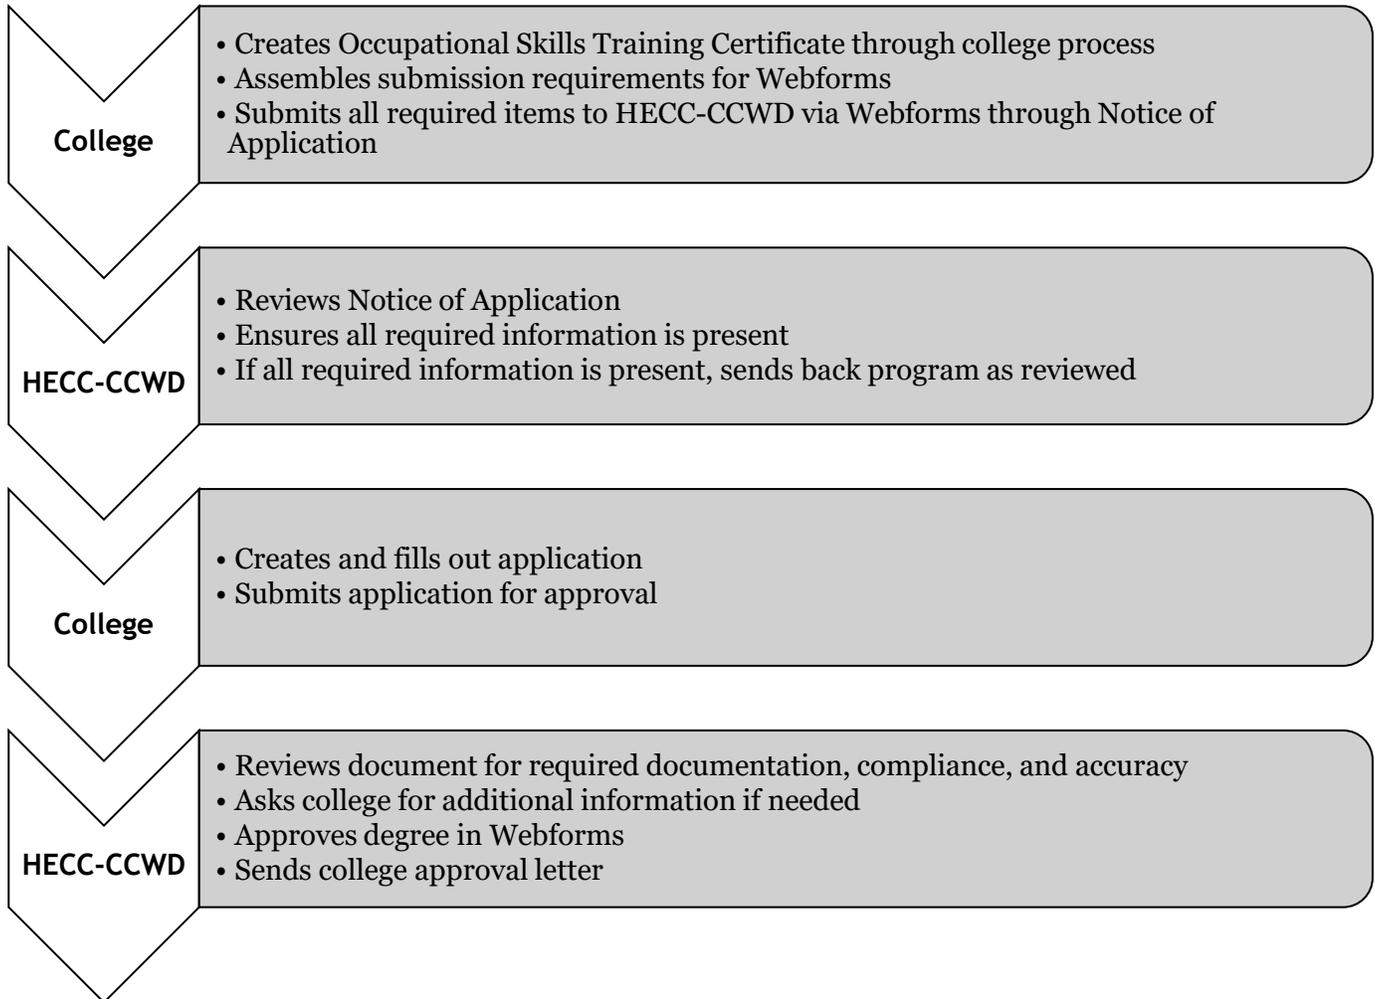 College
• Creates Occupational Skills Training Certificate through college process
• Assembles submission requirements for Webforms
• Submits all required items to HECC-CCWD via Webforms through Notice of
Application
HECC-CCWD
• Reviews Notice of Application
• Ensures all required information is present
• If all required information is present, sends back program as reviewed
College
• Creates and fills out application
• Submits application for approval
HECC-CCWD
• Reviews document for required documentation, compliance, and accuracy
• Asks college for additional information if needed
• Approves degree in Webforms
• Sends college approval letter